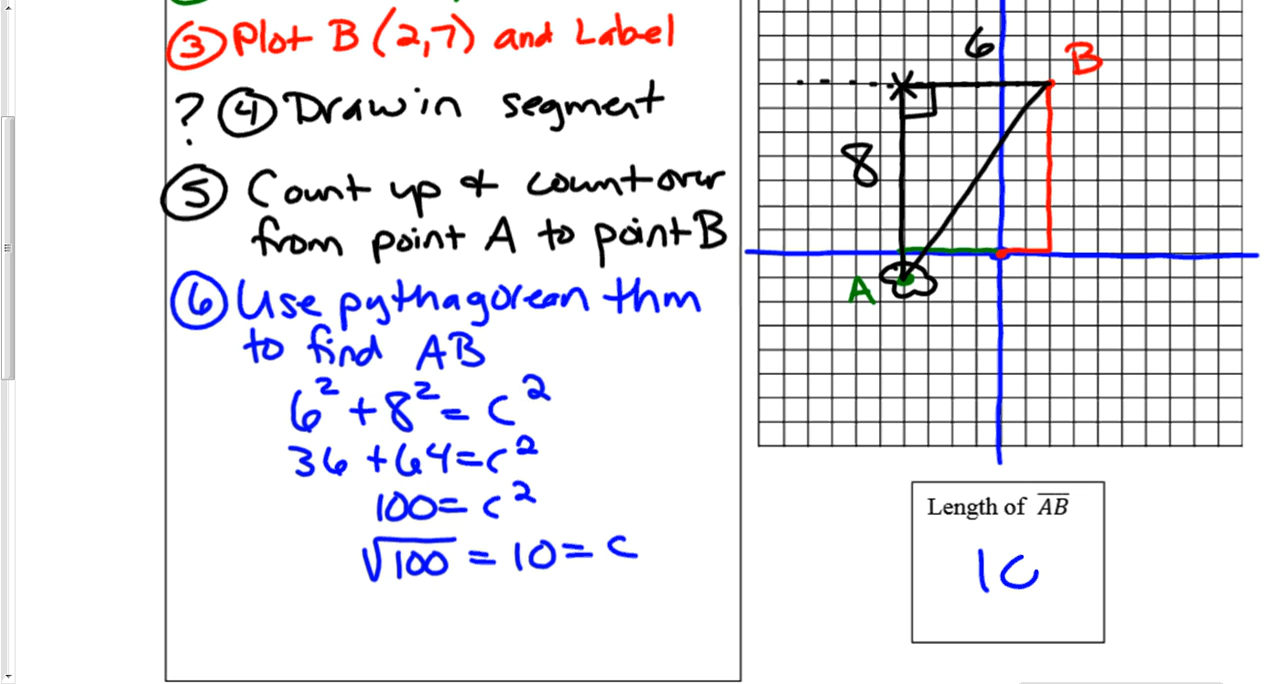 ③ Plot B (2,7) and Label
? ④ Draw in segment
⑤ Count up & count over
from point A to point B
⑥ Use pythagorean thm
to find AB
6² + 8² = c²
36 + 64 = c²
100 = c²
√100 = 10 = c
6
B
8
A
Length of AB
10